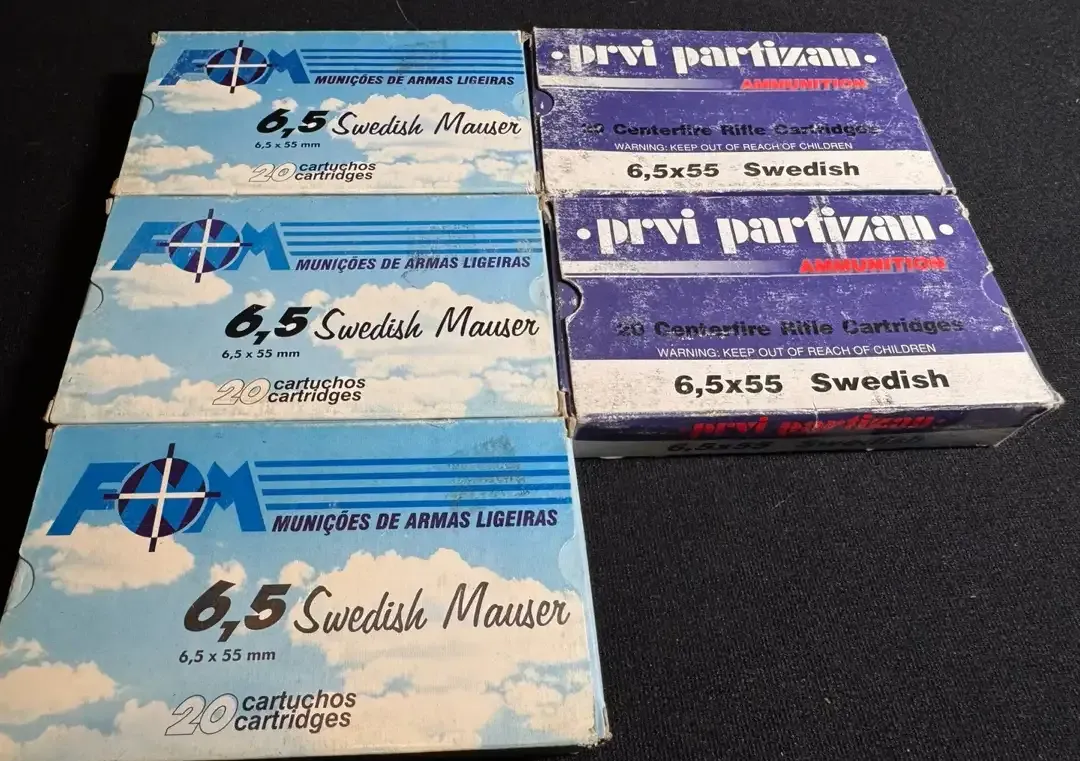 FNM
MUNIÇÕES DE ARMAS LIGEIRAS
6,5 Swedish Mauser
6,5 x 55 mm
20 cartuchos
cartridges
•prvi partizan•
AMMUNITION
20 Centerfire Rifle Cartridges
WARNING: KEEP OUT OF REACH OF CHILDREN
6,5x55 Swedish
FNM
MUNIÇÕES DE ARMAS LIGEIRAS
6,5 Swedish Mauser
6,5 x 55 mm
20 cartuchos
cartridges
•prvi partizan•
AMMUNITION
20 Centerfire Rifle Cartridges
WARNING: KEEP OUT OF REACH OF CHILDREN
6,5x55 Swedish
prvi partizan
6,5x55 Swedish
FNM
MUNIÇÕES DE ARMAS LIGEIRAS
6,5 Swedish Mauser
6,5 x 55 mm
20 cartuchos
cartridges